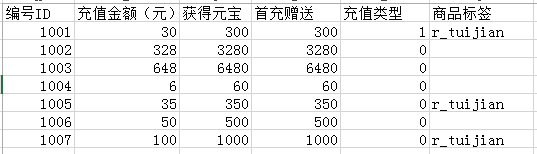 编号ID 充值金额（元） 获得元宝 首充赠送 充值类型 商品标签
1001 30 300 300 1 r_tuijian
1002 328 3280 3280 0
1003 648 6480 6480 0
1004 6 60 60 0
1005 35 350 350 0 r_tuijian
1006 50 500 500 0
1007 100 1000 1000 0 r_tuijian